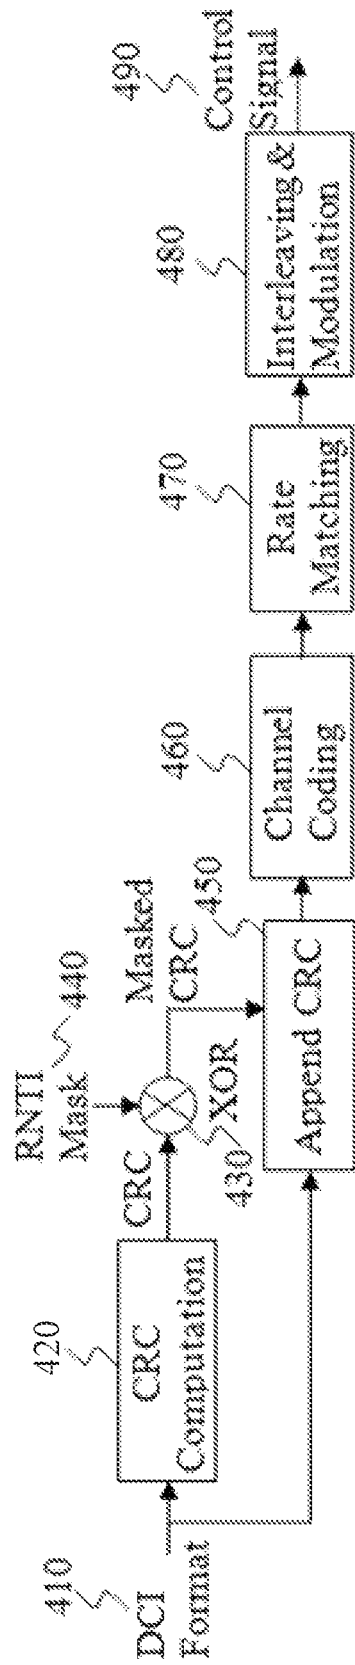 410
DCI
Format
420
CRC
Computation
CRC
RNTI
Mask
440
XOR
430
Masked
CRC
450
Append CRC
460
Channel
Coding
470
Rate
Matching
480
Interleaving &
Modulation
490
Control
Signal